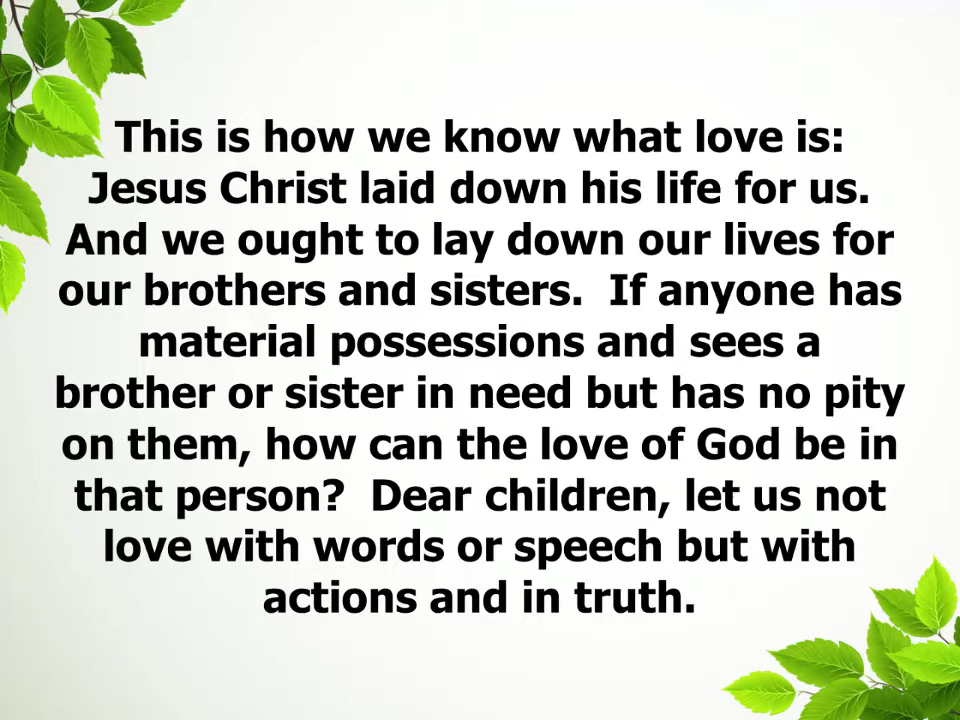 This is how we know what love is:
Jesus Christ laid down his life for us.
And we ought to lay down our lives for
our brothers and sisters.  If anyone has
material possessions and sees a
brother or sister in need but has no pity
on them, how can the love of God be in
that person?  Dear children, let us not
love with words or speech but with
actions and in truth.